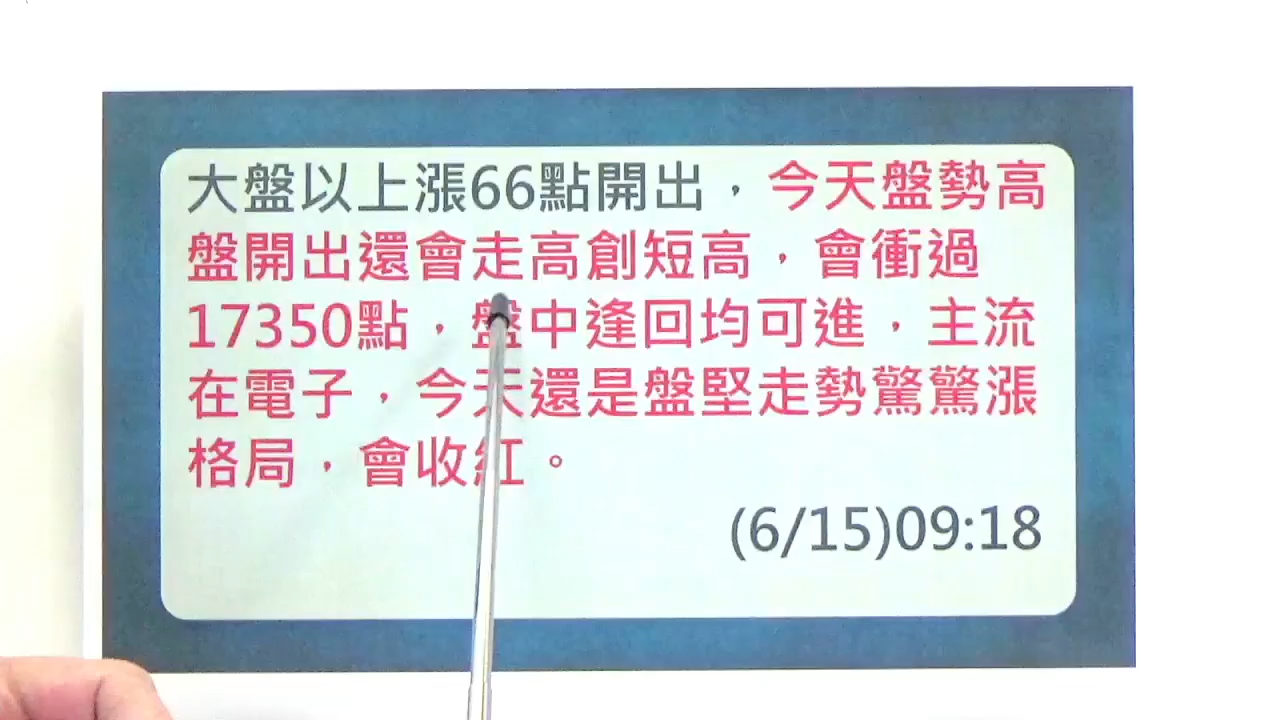 大盤以上漲66點開出，今天盤勢高
盤開出還會走高創短高，會衝過
17350點，盤中逢回均可進，主流
在電子，今天還是盤堅走勢驚驚漲
格局，會收紅。
(6/15)09:18